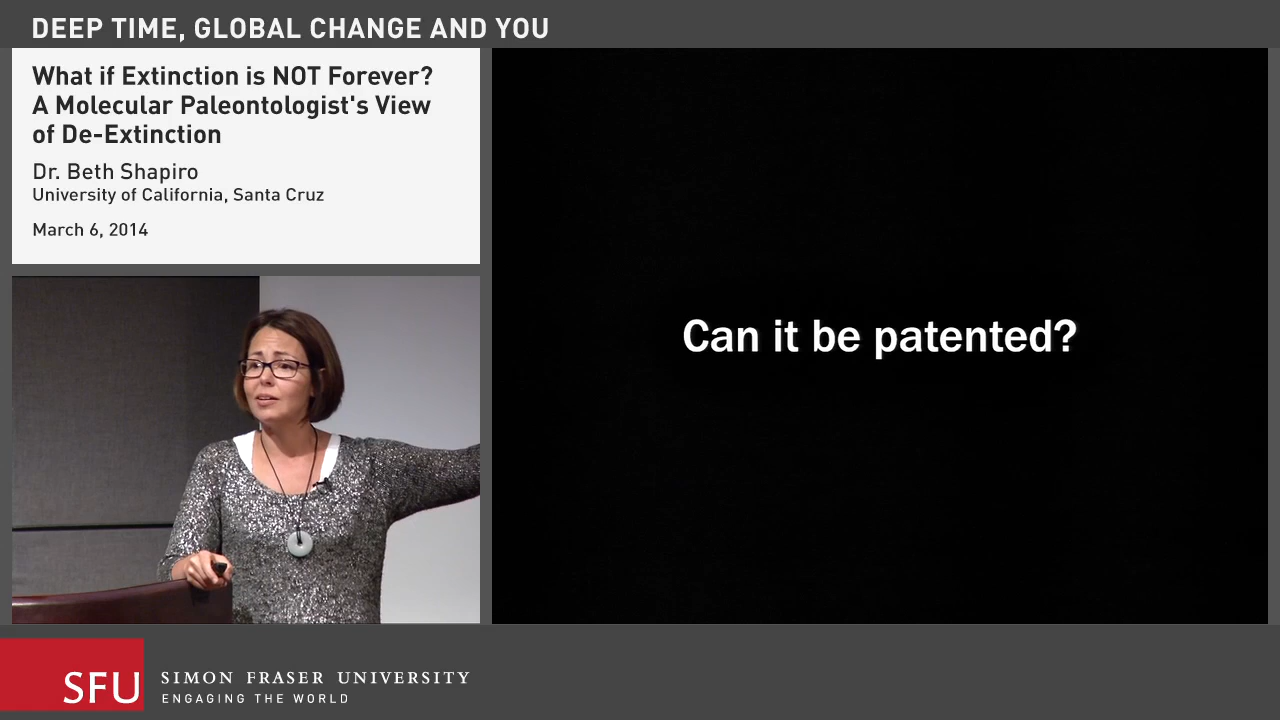 DEEP TIME, GLOBAL CHANGE AND YOU
What if Extinction is NOT Forever?
A Molecular Paleontologist's View
of De-Extinction
Dr. Beth Shapiro
University of California, Santa Cruz
March 6, 2014
Can it be patented?
SFU
SIMON FRASER UNIVERSITY
ENGAGING THE WORLD